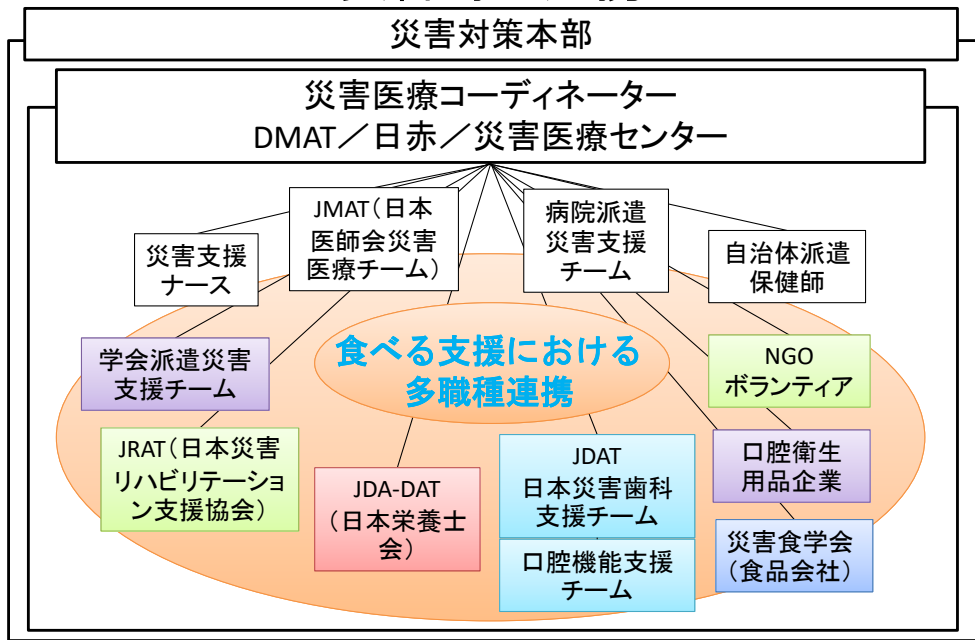 災害対策本部
災害医療コーディネーター
DMAT／日赤／災害医療センター
災害支援
ナース
JMAT（日本
医師会災害
医療チーム）
病院派遣
災害支援
チーム
自治体派遣
保健師
学会派遣災害
支援チーム
食べる支援における
多職種連携
NGO
ボランティア
JRAT（日本災害
リハビリテーショ
ン支援協会）
JDA-DAT
（日本栄養士
会）
JDAT
日本災害歯科
支援チーム
口腔機能支援
チーム
口腔衛生
用品企業
災害食学会
（食品会社）